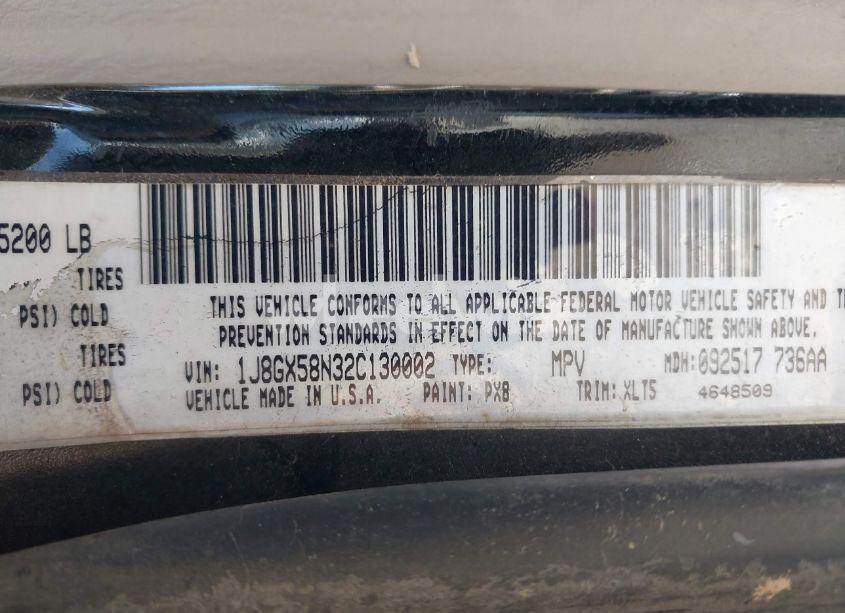 5200 LB
TIRES
PSI) COLD
TIRES
PSI) COLD
THIS VEHICLE CONFORMS TO ALL APPLICABLE FEDERAL MOTOR VEHICLE SAFETY AND
PREVENTION STANDARDS IN EFFECT ON THE DATE OF MANUFACTURE SHOWN ABOVE.
VIN: 1J8GX58N32C130002 TYPE: MPV MDH:092517 736AA
VEHICLE MADE IN U.S.A. PAINT: PX8 TRIM: XLT5 4648509